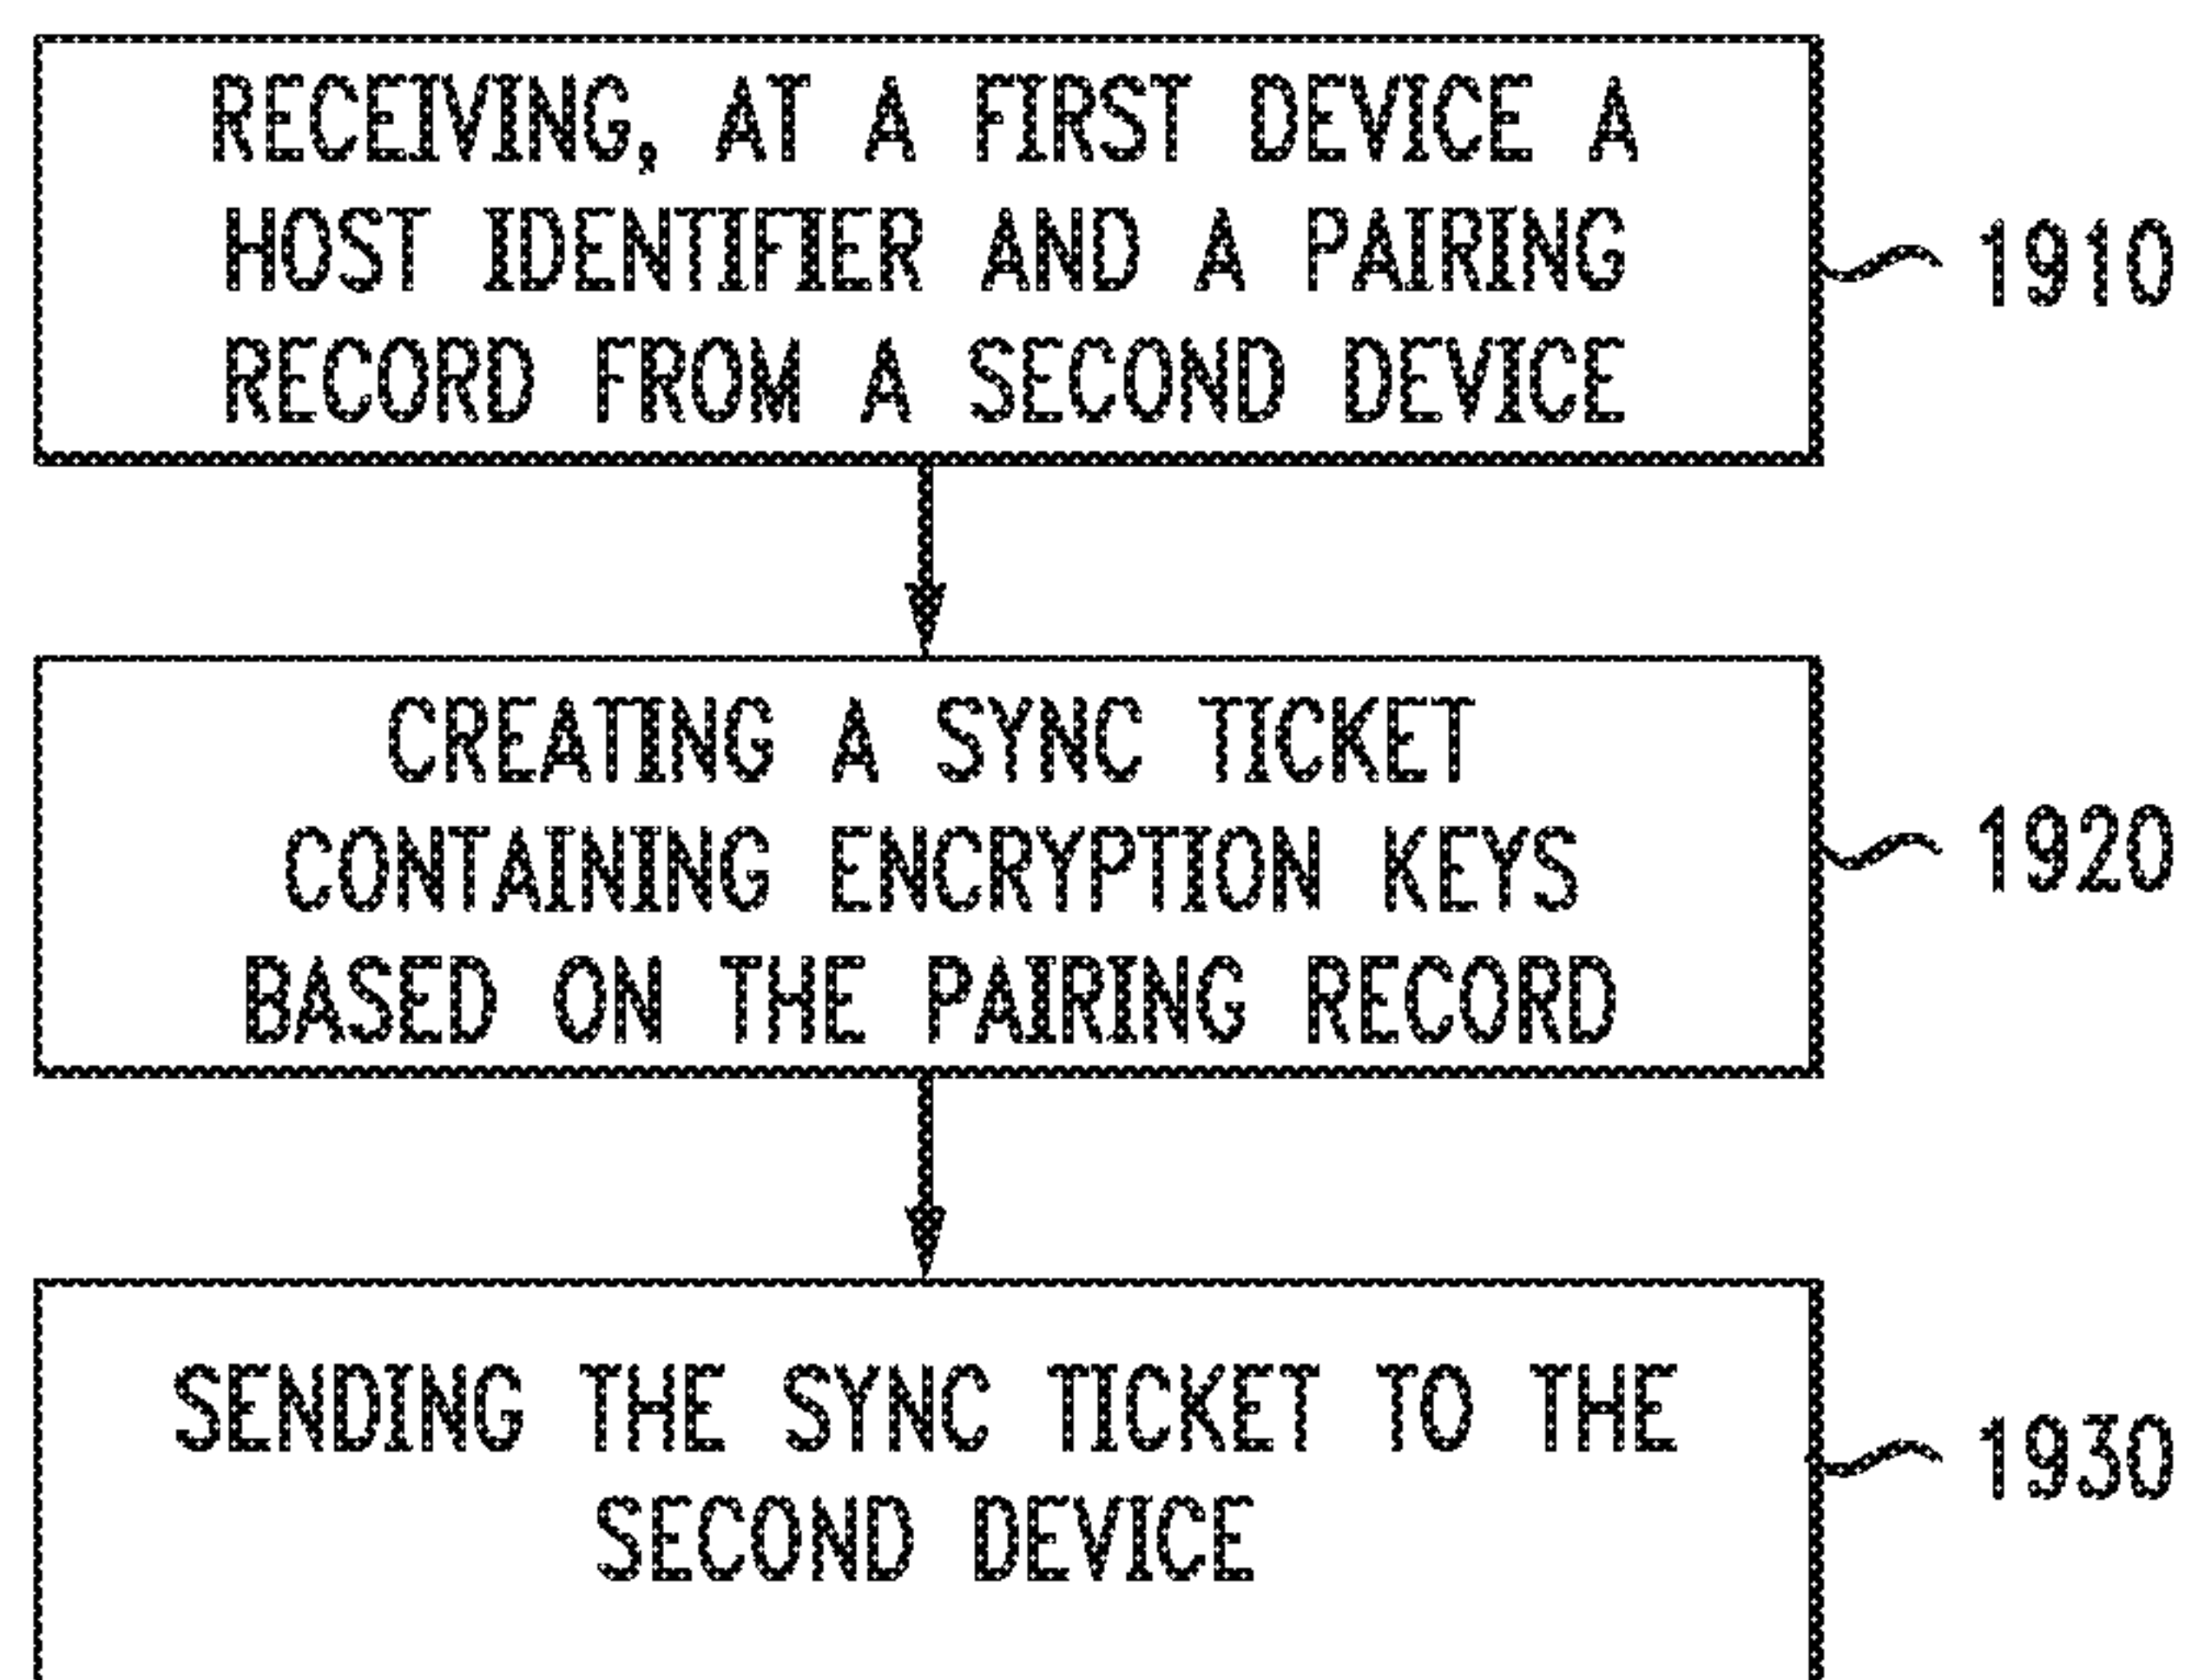 RECEIVING, AT A FIRST DEVICE A
HOST IDENTIFIER AND A PAIRING
RECORD FROM A SECOND DEVICE
1910
CREATING A SYNC TICKET
CONTAINING ENCRYPTION KEYS
BASED ON THE PAIRING RECORD
1920
SENDING THE SYNC TICKET TO THE
SECOND DEVICE
1930